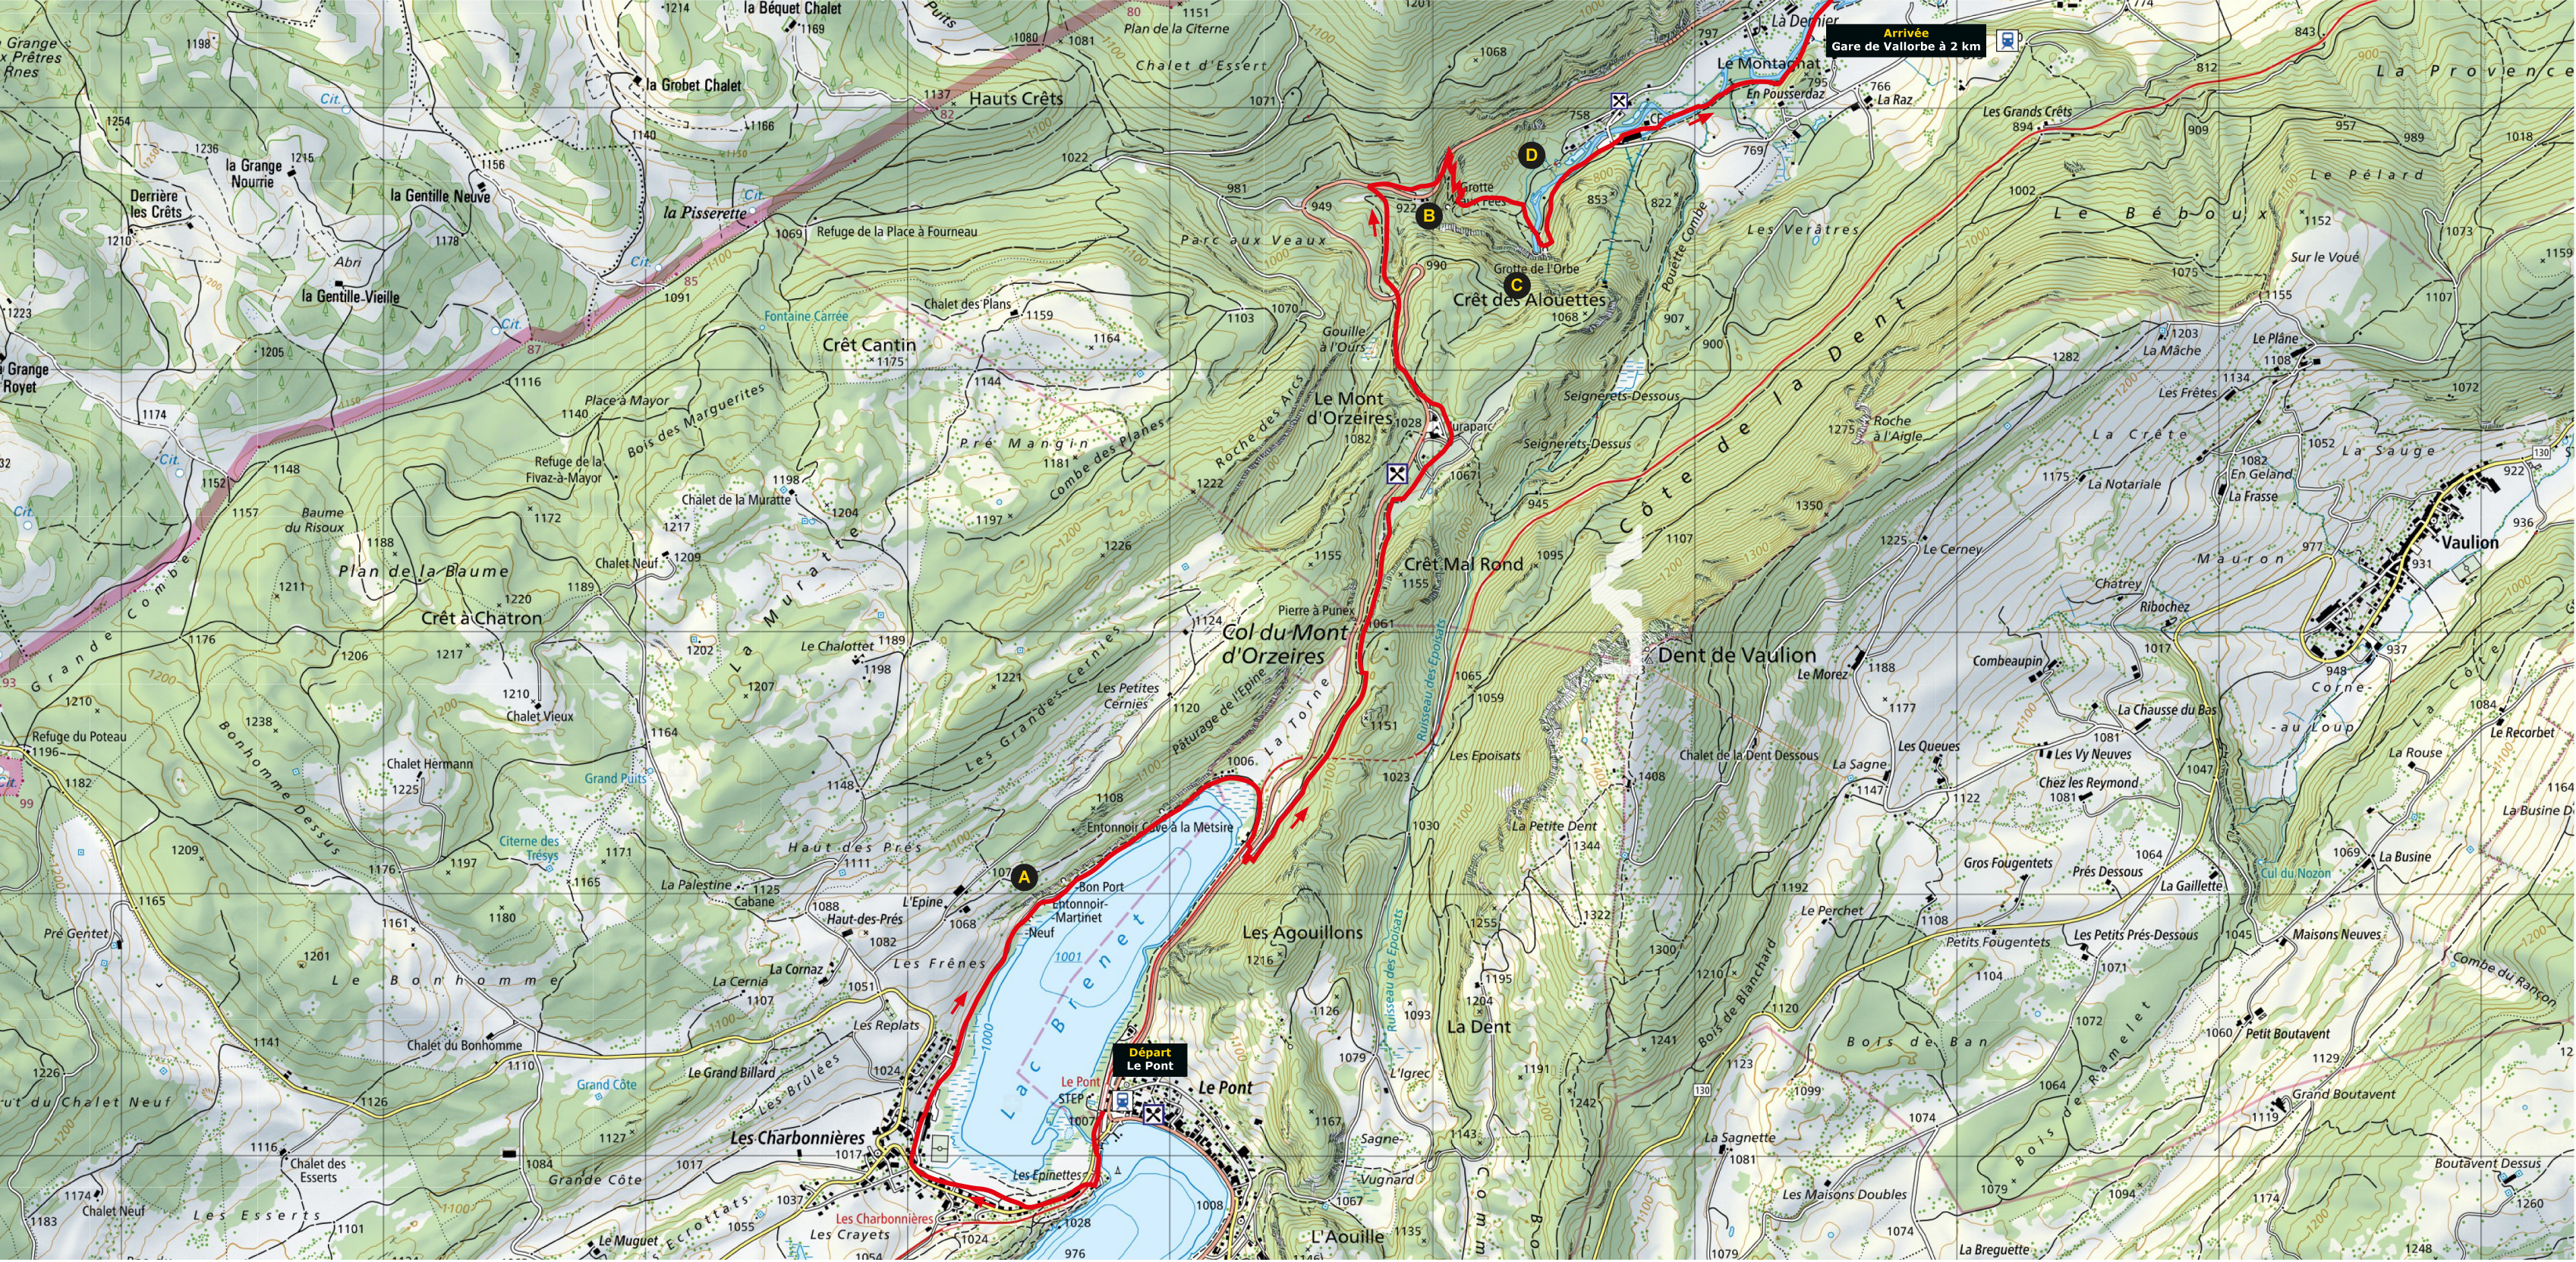 1214
la Béquet Chalet
1169
Puits
80
1151
Plan de la Citerne
1201
1000
La Dernier
797
774
Arrivée
Gare de Vallorbe à 2 km
843
La Provence
812
900
1198
1080
1081
1100
Chalet d'Essert
1068
Le Montagnat
En Pousserdaz
795
766
La Raz
Les Grands Crêts
894
Cit.
la Grobet Chalet
1137
Hauts Crêts
82
1071
758
CF
769
909
957
989
1018
1254
1236
1140
1166
1156
1022
D
la Grange
Nourrie
1215
la Gentille Neuve
Cit.
la Pisserette
981
949
922
Grotte
aux Fées
B
853
822
1002
Le Pélard
Derrière
les Crêts
1210
1178
1069
Refuge de la Place à Fourneau
Parc aux Veaux
Les Verâtres
Le Béboux
1152
1073
Abri
Cit.
85
1091
990
Grotte de l'Orbe
C
Crêt des Alouettes
1068
Pouette Combe
Sur le Voué
1159
la Gentille-Vieille
Chalet des Plans
1159
1103
1070
907
1075
1155
1107
1223
Cit.
Fontaine Carrée
Crêt Cantin
1175
1164
Gouille
à l'Ours
900
1203
La Mâche
Le Plâne
1108
1205
87
1116
1144
1282
la Grange
Royet
1174
Place à Mayor
1140
Bois des Marguerites
Pré Mangin
Combe des Planes
Roche des Arcs
Le Mont
d'Orzeires
1082
1028
Seignerets-Dessous
Côte de la Dent
Roche
à l'Aigle
1275
Les Frêtes
1134
1072
Cit.
1148
1152
Refuge de la
Fivaz-à-Mayor
1181
Seignerets-Dessus
La Crête
1052
La Sauge
130
922
1157
Baume
du Risoux
1172
Chalet de la Muratte
1198
1204
1217
1222
1067
945
1350
1175
La Notariale
1082
En Geland
La Frasse
936
Cit.
1188
1197
1226
1155
Crêt Mal Rond
1155
1095
1107
1300
1225
Le Cerney
Mauron
977
Vaulion
931
Grande Combe
Plan de la Baume
1211
Chalet Neuf
1209
1189
La Muratte
Crêt à Chatron
1220
Pierre à Punex
1061
Col du Mont
d'Orzeires
Chatrey
Ribochez
1176
1206
1217
1202
Le Chalottet
1189
1198
1124
Ruisseau des Epoisats
Dent de Vaulion
Le Morez
1188
Combeaupin
1017
948
937
93
1210
1238
1210
Chalet Vieux
1207
1221
Les Grandes-Cernies
Les Petites
Cernies
1120
Pâturage de l'Epine
La Torne
1065
1059
1177
La Chausse du Bas
Corne-
-au Loup
La Côte
1084
Le Recorbet
Refuge du Poteau
1196
Bonhomme Dessus
Chalet Hermann
1225
1164
1151
Les Epoisats
Chalet de la Dent Dessous
Les Queues
1081
Les Vy Neuves
La Rouse
1182
99
Grand Puits
1148
1006
1023
1408
La Sagne
1147
Chez les Reymond
1081
1047
1164
La Busine D
1108
Entonnoir Cave à la Metsire
1030
La Petite Dent
1344
1122
1209
Citerne des
Trésys
1171
1165
Haut-des Prés
1111
Gros Fougentets
Prés Dessous
1064
1069
La Busine
1176
1197
La Palestine
1125
Cabane
A
Bon Port
Entonnoir-
-Martinet
-Neuf
1192
La Gaillette
Cul du Nozon
1165
1180
1088
Haut-des-Prés
L'Epine
1068
1255
1322
Le Perchet
1108
Pré Gentet
1161
1082
Les Agouillons
1216
1300
Petits Fougentets
Les Petits Prés-Dessous
1045
Maisons Neuves
1201
Le Bonhomme
La Cornaz
Les Frênes
1001
Lac Brenet
1195
1210
1104
1071
Combe du Rançon
La Cernia
1107
1051
1204
Bois de Blanchard
1120
Les Replats
1000
1126
1093
La Dent
Bois de Ban
1072
1060
Petit Boutavent
1141
Chalet du Bonhomme
1110
Le Grand Billard
Les Brûlées
1024
Départ
Le Pont
1079
L'Igrec
1241
1123
1129
1226
Grand Côte
Le Pont
STEP
Le Pont
1191
130
1099
1064
Bois de Ramelet
Grand Boutavent
1119
1126
1127
Les Charbonnières
1017
1007
1167
Sagne-
-Vugnard
1143
1242
La Sagnette
1081
1074
1116
Chalet des
Esserts
1084
Grande Côte
1017
Les Epinettes
1067
Boutavent Dessus
1174
Chalet Neuf
Les Esserts
1101
1037
Ecrottats
1055
Les Charbonnières
Les Crayets
1028
1008
1135
Les Maisons Doubles
1079
1094
1174
1260
1183
Le Muguet
1054
1024
976
L'Aouille
1079
1074
La Breguette
1248